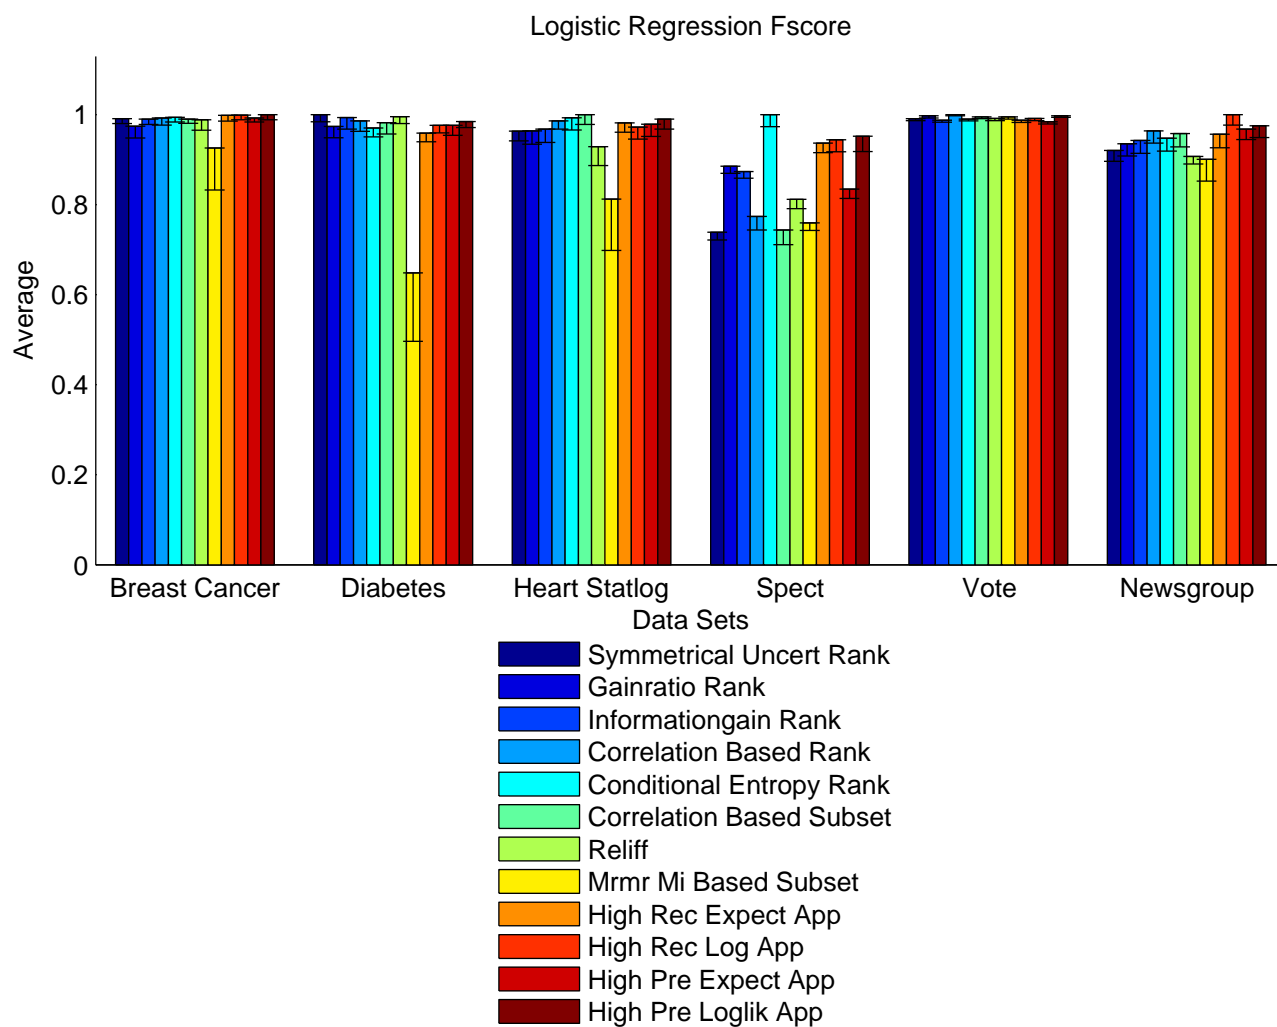 Logistic Regression Fscore
1
0.8
0.6
0.4
0.2
0
Average
Breast Cancer Diabetes Heart Statlog Spect Vote Newsgroup
Data Sets
Symmetrical Uncert Rank
Gainratio Rank
Informationgain Rank
Correlation Based Rank
Conditional Entropy Rank
Correlation Based Subset
Reliff
Mrmr Mi Based Subset
High Rec Expect App
High Rec Log App
High Pre Expect App
High Pre Loglik App